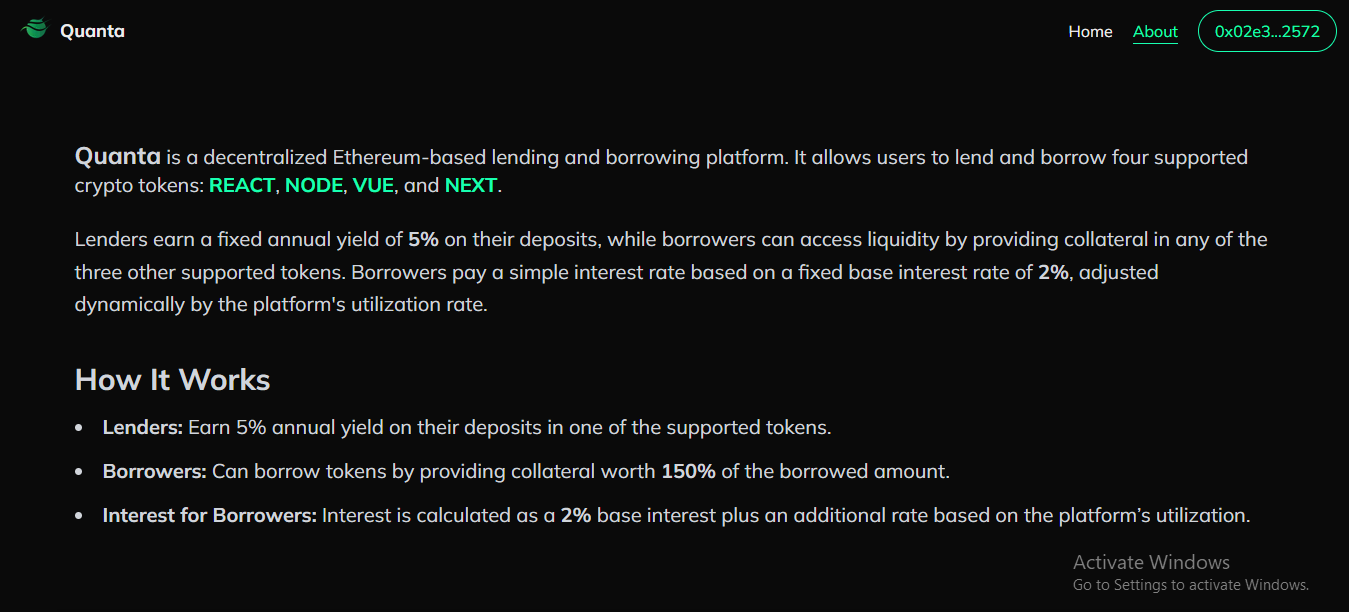 Quanta
Home
About
0x02e3...2572
Quanta is a decentralized Ethereum-based lending and borrowing platform. It allows users to lend and borrow four supported
crypto tokens: REACT, NODE, VUE, and NEXT.
Lenders earn a fixed annual yield of 5% on their deposits, while borrowers can access liquidity by providing collateral in any of the
three other supported tokens. Borrowers pay a simple interest rate based on a fixed base interest rate of 2%, adjusted
dynamically by the platform's utilization rate.
How It Works
• Lenders: Earn 5% annual yield on their deposits in one of the supported tokens.
• Borrowers: Can borrow tokens by providing collateral worth 150% of the borrowed amount.
• Interest for Borrowers: Interest is calculated as a 2% base interest plus an additional rate based on the platform’s utilization.
Activate Windows
Go to Settings to activate Windows.